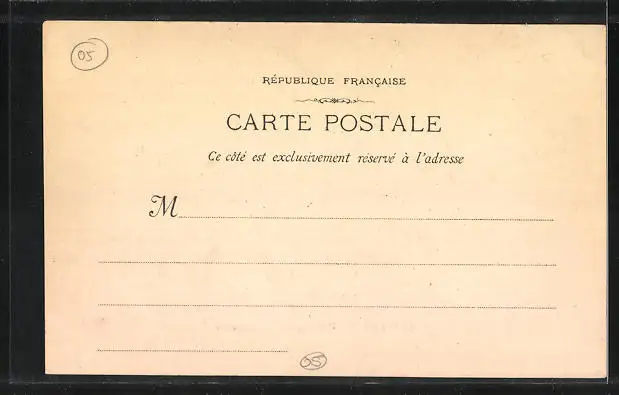 05
RÉPUBLIQUE FRANÇAISE
CARTE POSTALE
Ce côté est exclusivement réservé à l'adresse
M
05